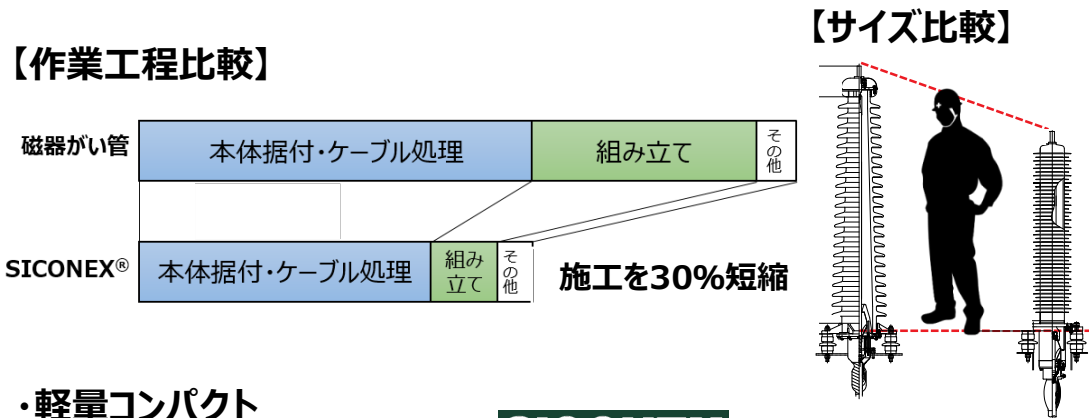 【サイズ比較】
【作業工程比較】
磁器がい管
本体据付・ケーブル処理
組み立て
その他
SICONEX®
本体据付・ケーブル処理
組み
立て
その他
施工を30%短縮
・軽量コンパクト